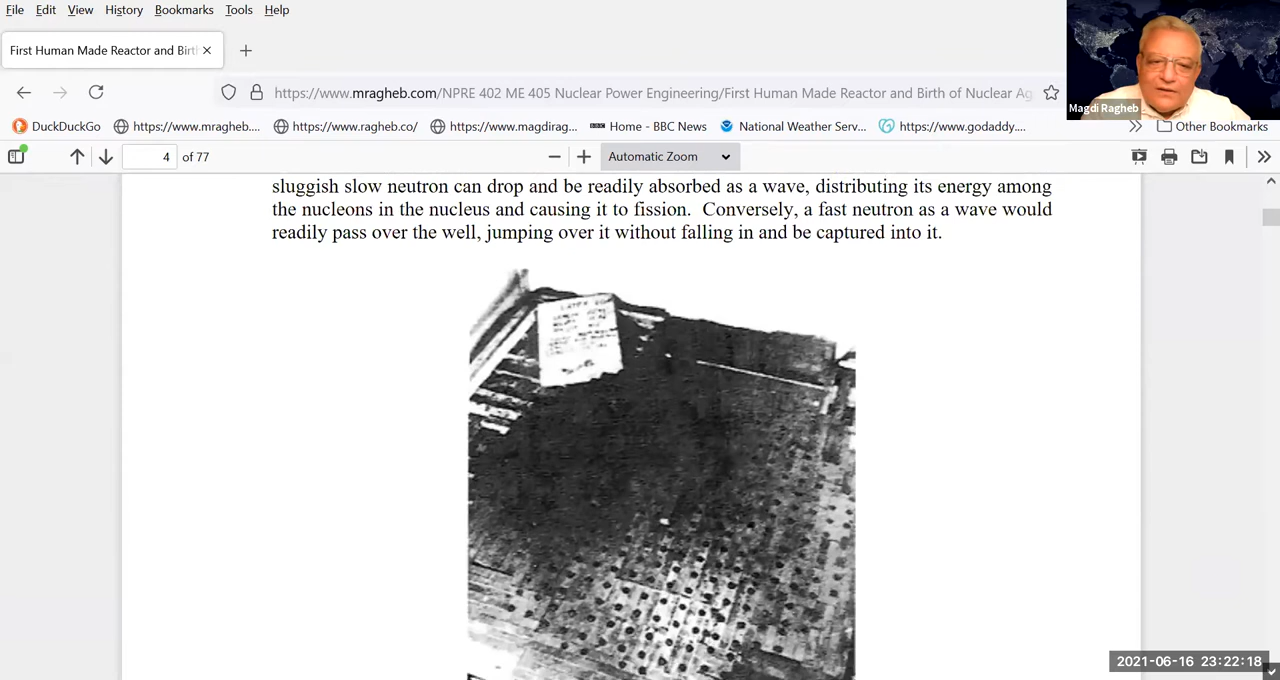 File Edit View History Bookmarks Tools Help
First Human Made Reactor and Birt
https://www.mragheb.com/NPRE 402 ME 405 Nuclear Power Engineering/First Human Made Reactor and Birth of Nuclear Ag
Magdi Ragheb
DuckDuckGo https://www.mragheb.... https://www.ragheb.co/ https://www.magdirag... BBC Home - BBC News National Weather Serv... https://www.godaddy.... Other Bookmarks
4 of 77 Automatic Zoom
sluggish slow neutron can drop and be readily absorbed as a wave, distributing its energy among
the nucleons in the nucleus and causing it to fission. Conversely, a fast neutron as a wave would
readily pass over the well, jumping over it without falling in and be captured into it.
2021-06-16 23:22:18